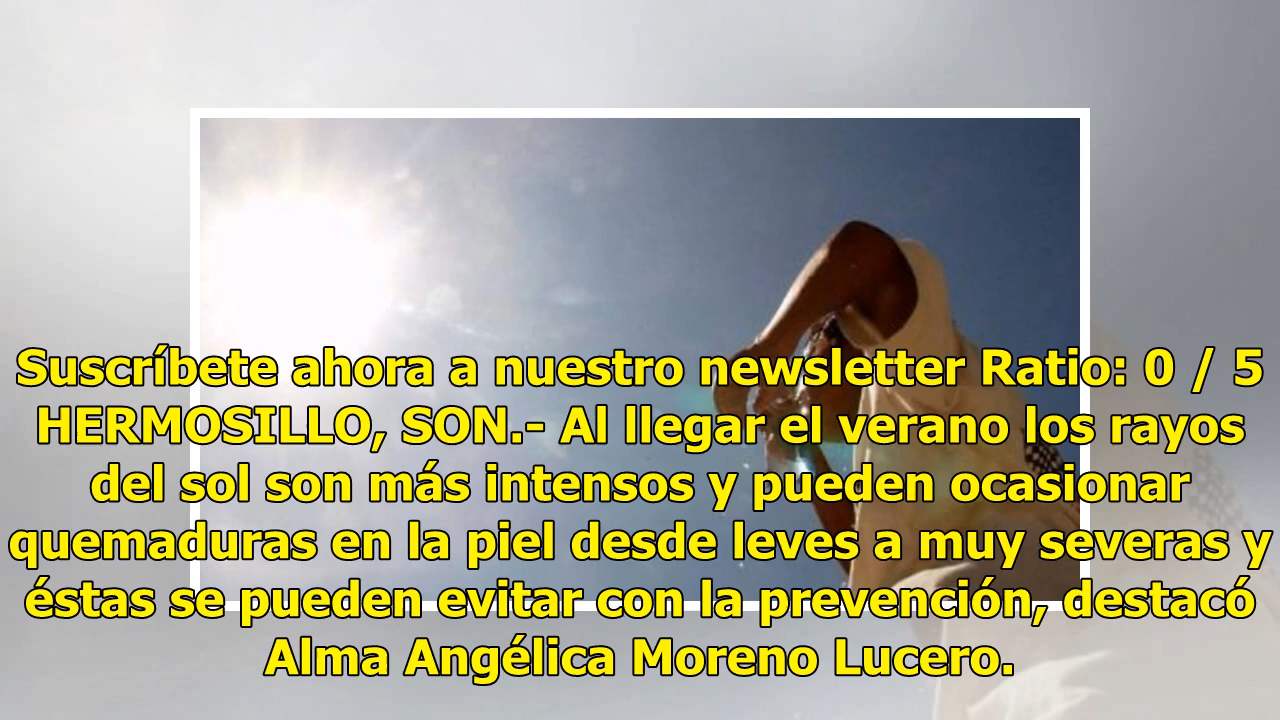 Suscríbete ahora a nuestro newsletter Ratio: 0 / 5
HERMOSILLO, SON.- Al llegar el verano los rayos
del sol son más intensos y pueden ocasionar
quemaduras en la piel desde leves a muy severas y
éstas se pueden evitar con la prevención, destacó
Alma Angélica Moreno Lucero.